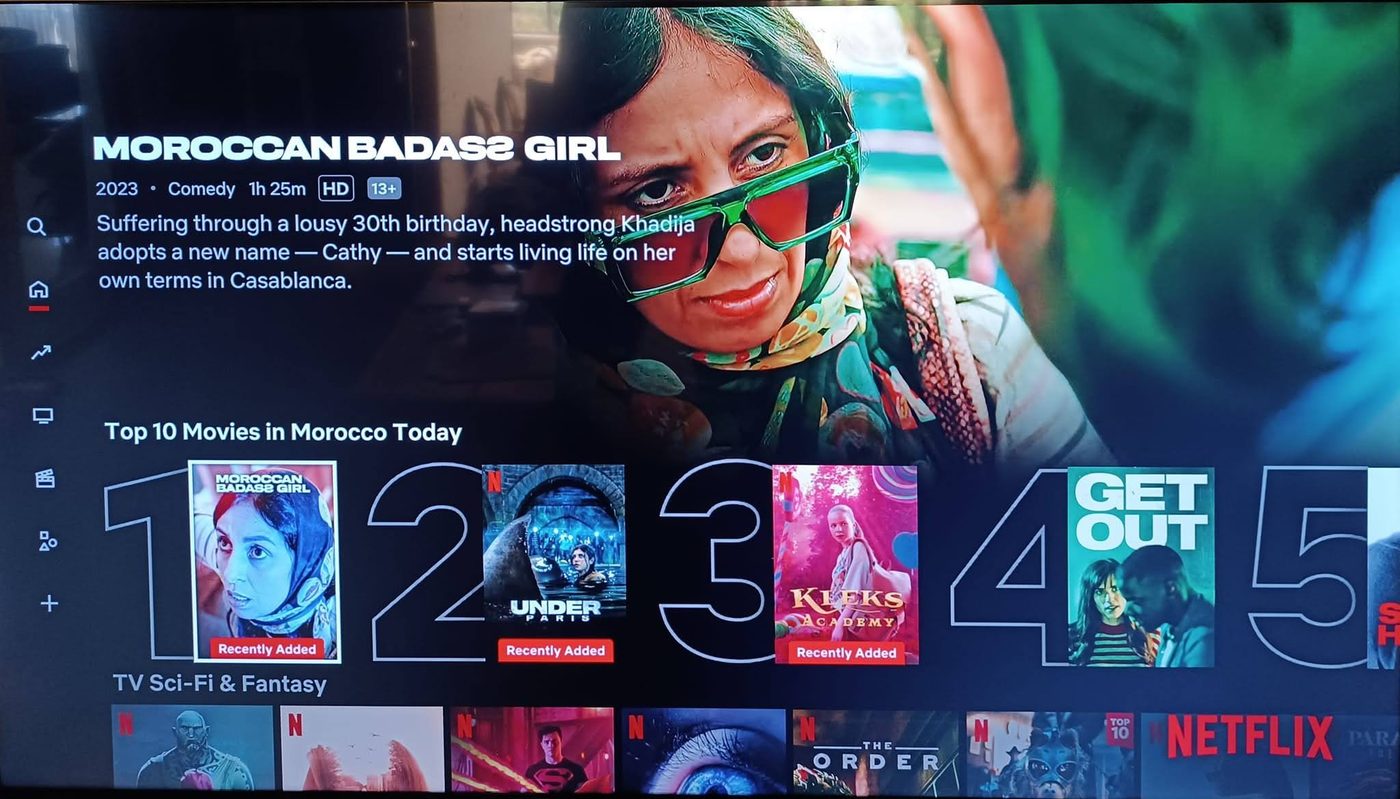 MOROCCAN BADASS GIRL
2023 • Comedy 1h 25m HD 13+
Suffering through a lousy 30th birthday, headstrong Khadija
adopts a new name — Cathy — and starts living life on her
own terms in Casablanca.
Top 10 Movies in Morocco Today
1
MOROCCAN
BADASS GIRL
Recently Added
2
N
UNDER
PARIS
Recently Added
3
N
KLEKS
ACADEMY
Recently Added
4
GET
OUT
5
TV Sci-Fi & Fantasy
N
N
N
N
N
THE
ORDER
N
TOP
10
NETFLIX